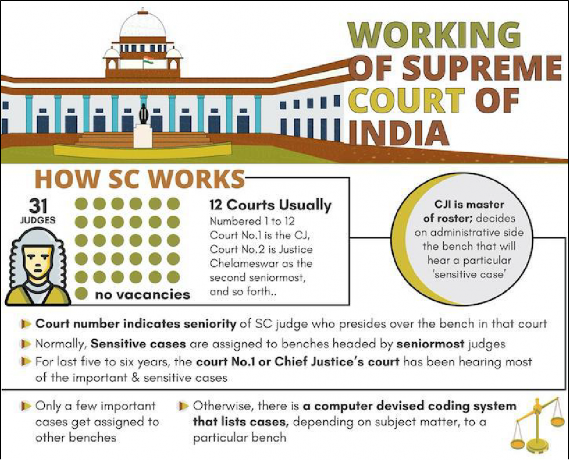 WORKING
OF SUPREME
COURT OF
INDIA
HOW SC WORKS
31
JUDGES
no vacancies
12 Courts Usually
Numbered 1 to 12
Court No.1 is the CJ,
Court No.2 is Justice
Chelameswar as the
second seniormost,
and so forth..
CJI is master
of roster; decides
on administrative side
the bench that will
hear a particular
'sensitive case'
Court number indicates seniority of SC judge who presides over the bench in that court
Normally, Sensitive cases are assigned to benches headed by seniormost judges
For last five to six years, the court No.1 or Chief Justice's court has been hearing most
of the important & sensitive cases
Only a few important
cases get assigned to
other benches
Otherwise, there is a computer devised coding system
that lists cases, depending on subject matter, to a
particular bench